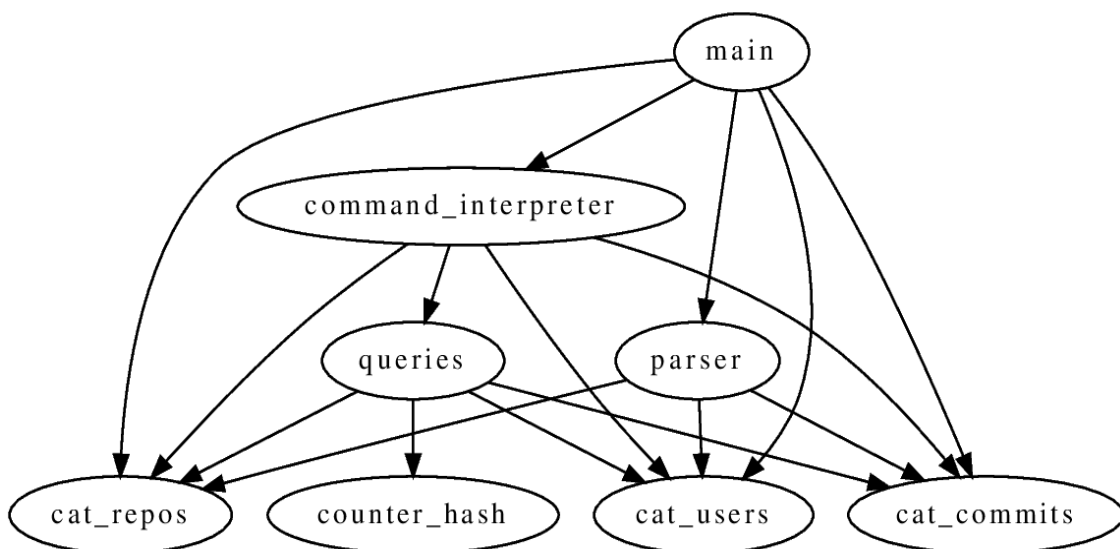 main
command_interpreter
queries
parser
cat_repos
counter_hash
cat_users
cat_commits